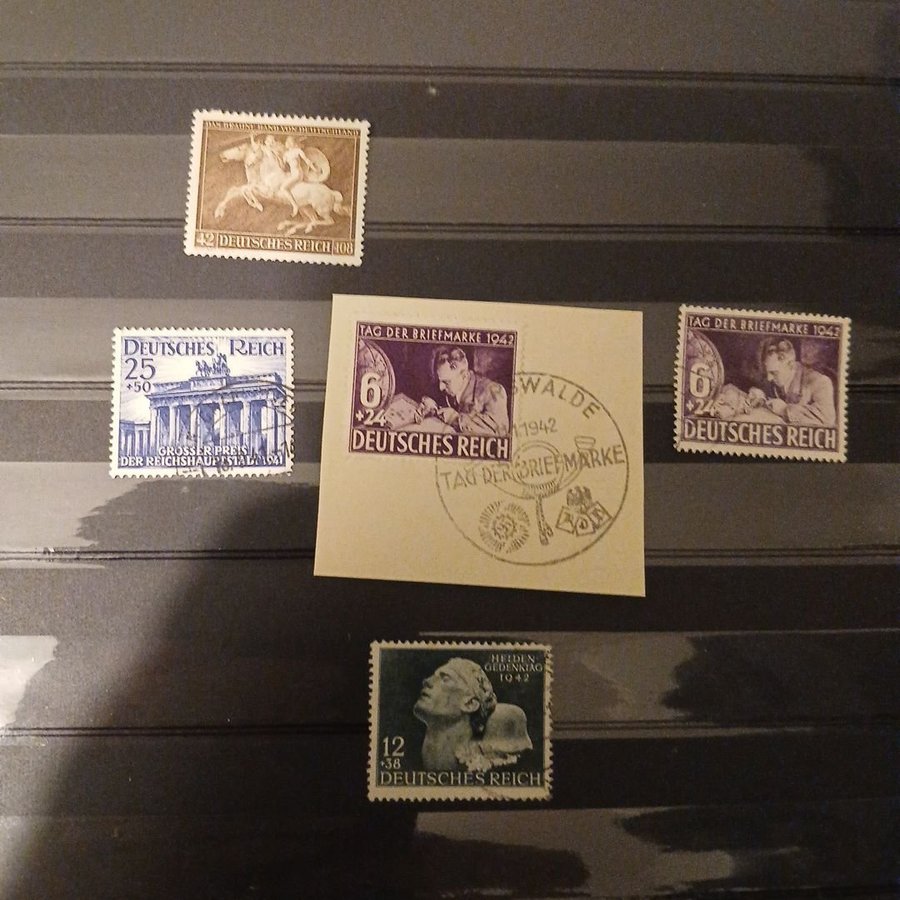 DAS BRAUNE BAND VON DEUTSCHLAND
42 DEUTSCHES REICH 108
DEUTSCHES REICH
25
+50
GROSSER PREIS
DER REICHSHAUPTSTADT 1941
TAG DER BRIEFMARKE 1942
6
+24
DEUTSCHES REICH
WALDE
1.1942
TAG DER BRIEFMARKE
TAG DER BRIEFMARKE 1942
6
+24
DEUTSCHES REICH
HELDEN-
GEDENKTAG
1942
12
+38
DEUTSCHES REICH